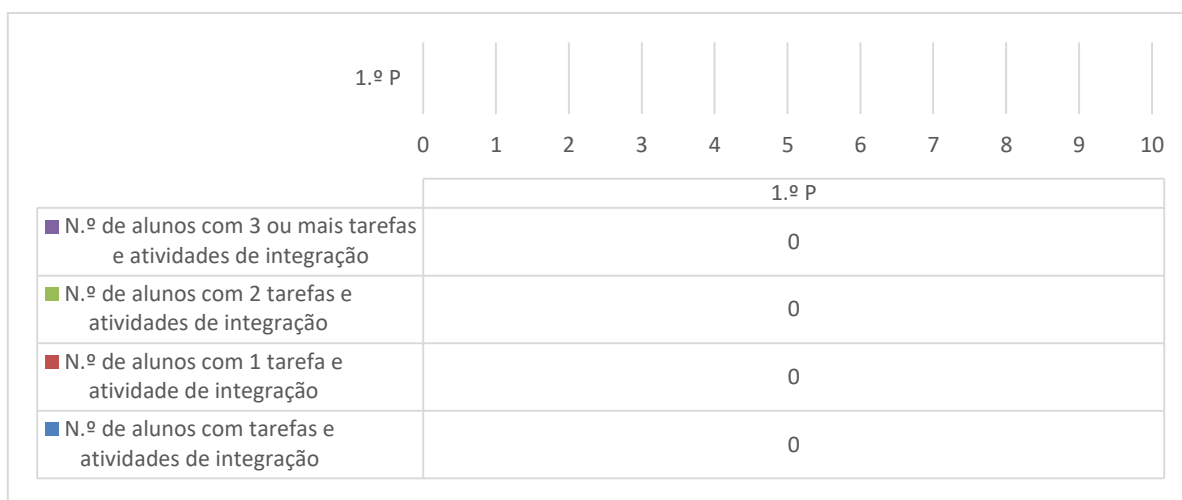 1.º P
0 1 2 3 4 5 6 7 8 9 10
1.º P
N.º de alunos com 3 ou mais tarefas
e atividades de integração
0
N.º de alunos com 2 tarefas e
atividades de integração
0
N.º de alunos com 1 tarefa e
atividade de integração
0
N.º de alunos com tarefas e
atividades de integração
0